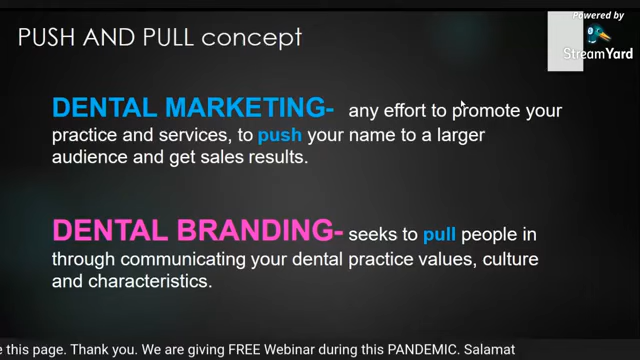 Powered by
StreamYard
PUSH AND PULL concept
DENTAL MARKETING- any effort to promote your
practice and services, to push your name to a larger
audience and get sales results.
DENTAL BRANDING- seeks to pull people in
through communicating your dental practice values, culture
and characteristics.
this page. Thank you. We are giving FREE Webinar during this PANDEMIC. Salamat